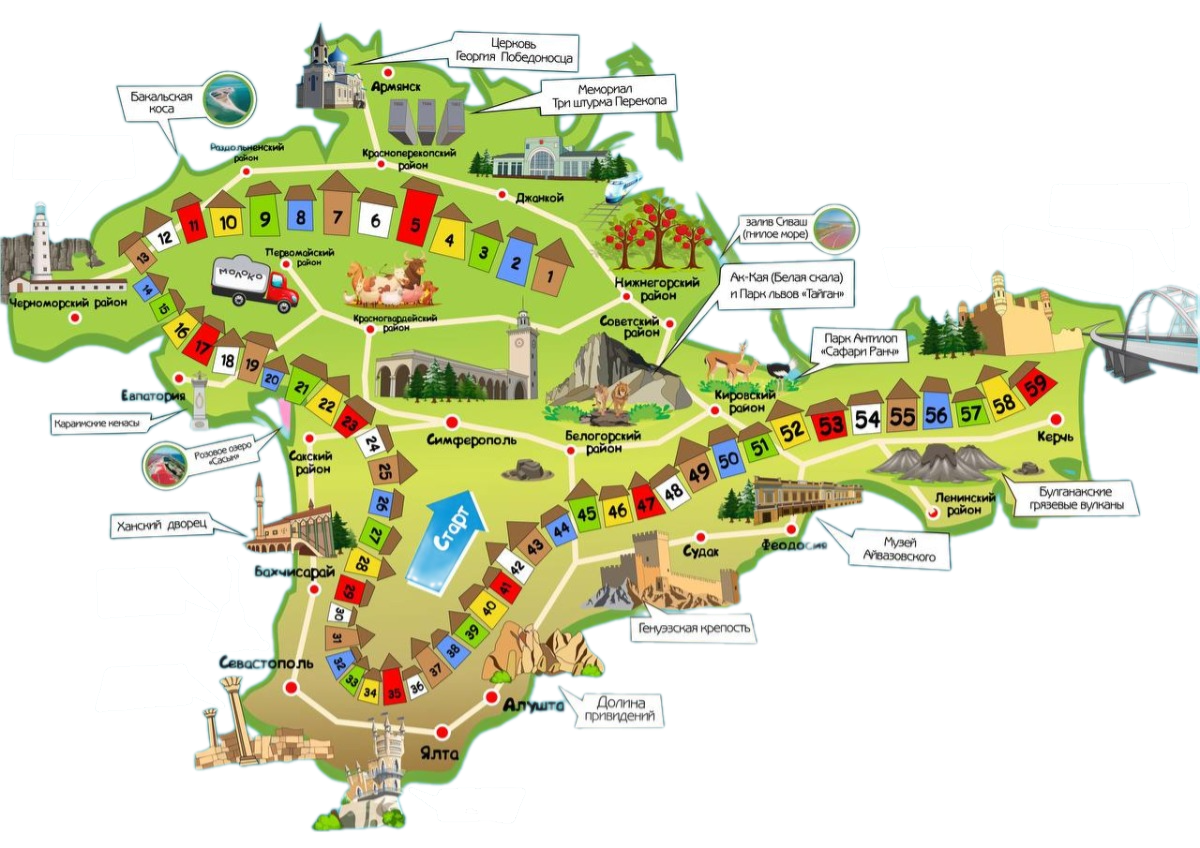 Церковь
Георгия Победоносца
Армянск
Мемориал
Три штурма Перекопа
Бакальская
коса
Раздольненский
район
Красноперекопский
район
Джанкой
залив Сиваш
(гнилое море)
Ак-Кая (Белая скала)
и Парк львов «Тайган»
Нижнегорский
район
Советский
район
Первомайский
район
МОЛОКО
Красногвардейский
район
Черноморский район
Парк Антилоп
«Сафари Ранч»
Кировский
район
Евпатория
Караимские кенасы
Розовое озеро
«Сасык»
Сакский
район
Симферополь
Белогорский
район
Керчь
Ленинский
район
Булганакские
грязевые вулканы
Ханский дворец
Бахчисарай
Старт
Судак
Феодосия
Музей
Айвазовского
Генуэзская крепость
Севастополь
Алушта
Долина
привидений
Ялта
1
2
3
4
5
6
7
8
9
10
11
12
13
14
15
16
17
18
19
20
21
22
23
24
25
26
27
28
29
30
31
32
33
34
35
36
37
38
39
40
41
42
43
44
45
46
47
48
49
50
51
52
53
54
55
56
57
58
59